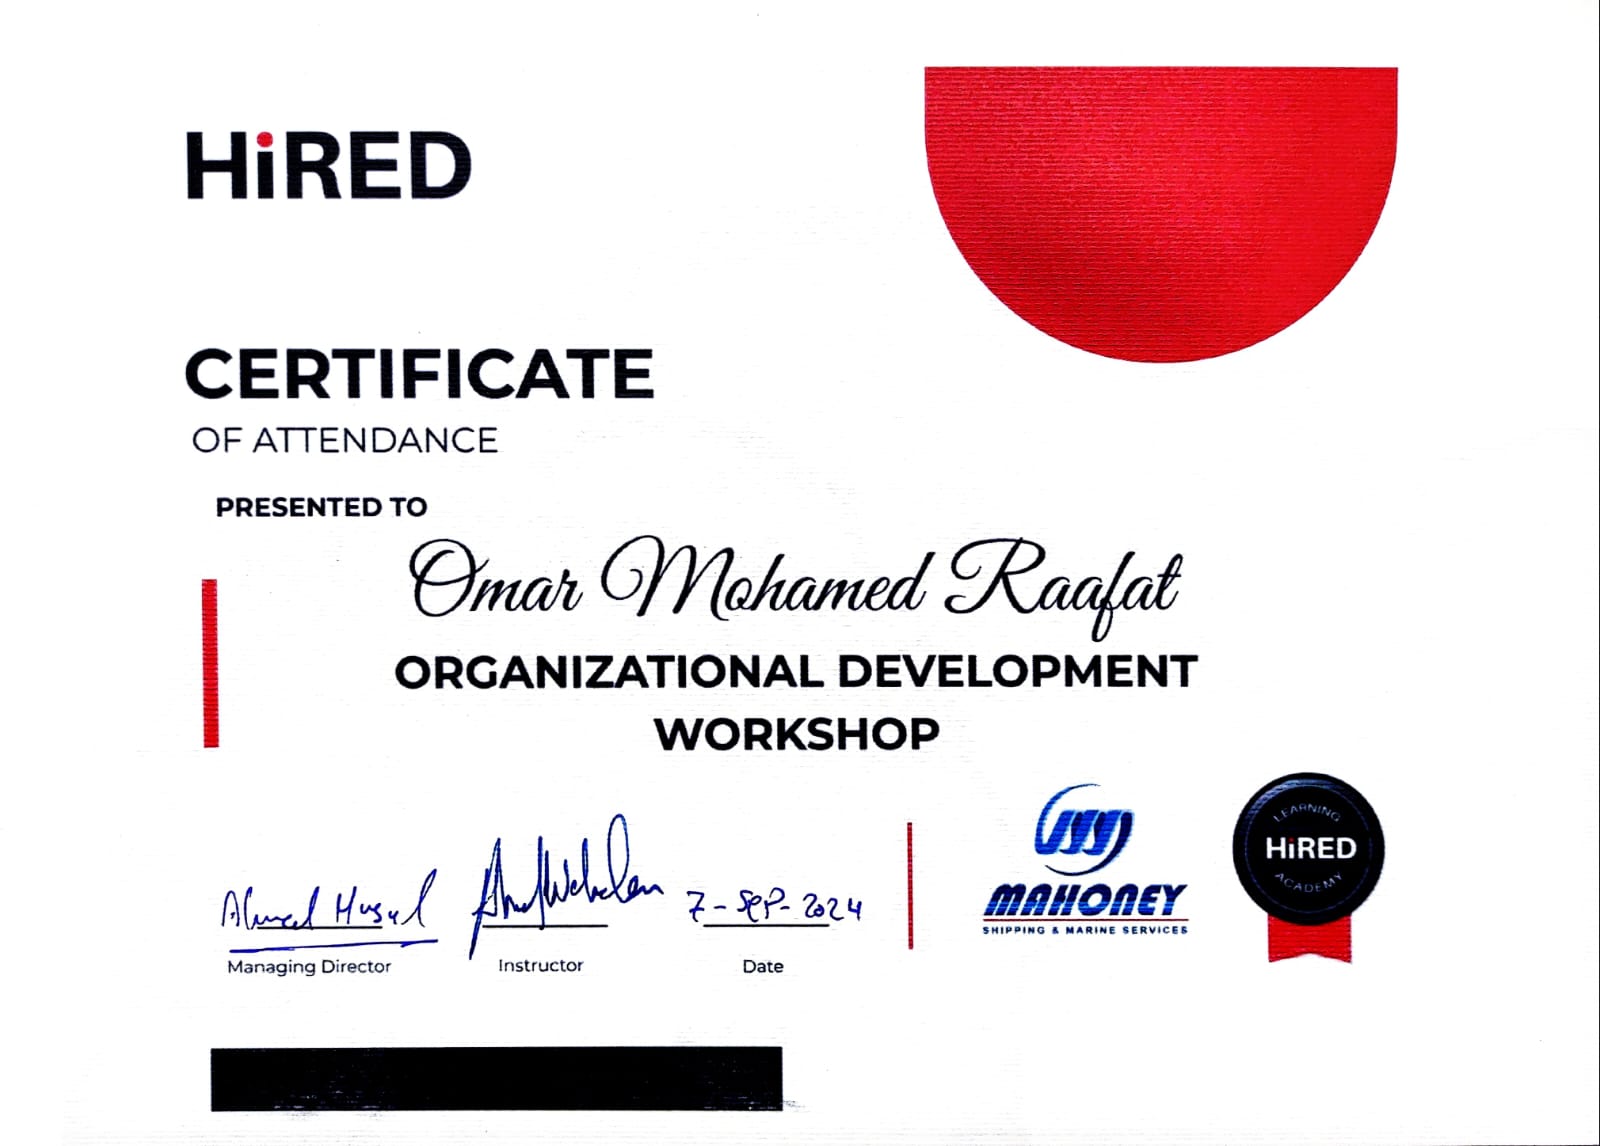 HiRED
CERTIFICATE
OF ATTENDANCE
PRESENTED TO
Omar Mohamed Raafat
ORGANIZATIONAL DEVELOPMENT
WORKSHOP
7-SEP-2024
Managing Director
Instructor
Date
MAHONEY
SHIPPING & MARINE SERVICES
LEARNING
HiRED
ACADEMY